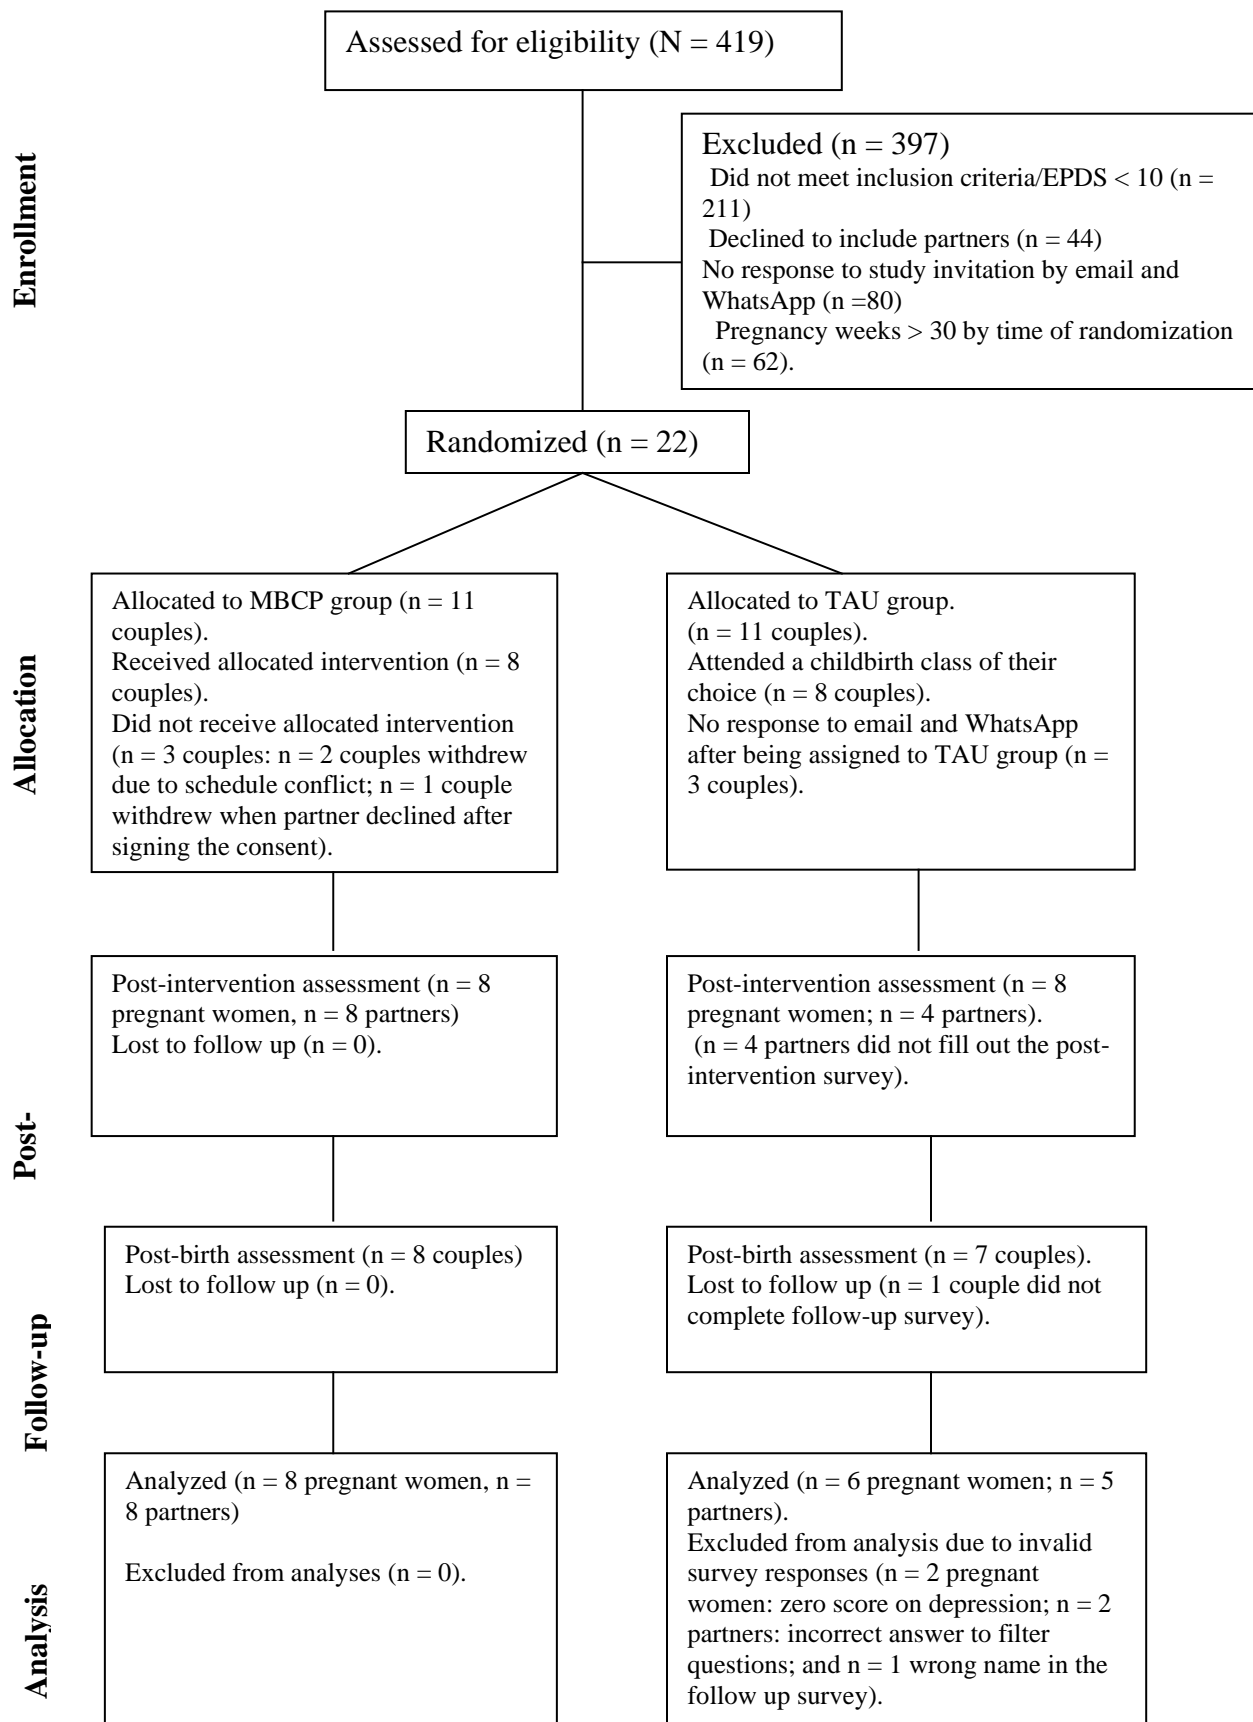 Assessed for eligibility (N = 419)
Enrollment
Excluded (n = 397)
Did not meet inclusion criteria/EPDS < 10 (n =
211)
Declined to include partners (n = 44)
No response to study invitation by email and
WhatsApp (n =80)
Pregnancy weeks > 30 by time of randomization
(n = 62).
Randomized (n = 22)
Allocation
Allocated to MBCP group (n = 11
couples).
Received allocated intervention (n = 8
couples).
Did not receive allocated intervention
(n = 3 couples: n = 2 couples withdrew
due to schedule conflict; n = 1 couple
withdrew when partner declined after
signing the consent).
Allocated to TAU group.
(n = 11 couples).
Attended a childbirth class of their
choice (n = 8 couples).
No response to email and WhatsApp
after being assigned to TAU group (n =
3 couples).
Post-
Post-intervention assessment (n = 8
pregnant women, n = 8 partners)
Lost to follow up (n = 0).
Post-intervention assessment (n = 8
pregnant women; n = 4 partners).
(n = 4 partners did not fill out the post-
intervention survey).
Follow-up
Post-birth assessment (n = 8 couples)
Lost to follow up (n = 0).
Post-birth assessment (n = 7 couples).
Lost to follow up (n = 1 couple did not
complete follow-up survey).
Analysis
Analyzed (n = 8 pregnant women, n =
8 partners)
Excluded from analyses (n = 0).
Analyzed (n = 6 pregnant women; n = 5
partners).
Excluded from analysis due to invalid
survey responses (n = 2 pregnant
women: zero score on depression; n = 2
partners: incorrect answer to filter
questions; and n = 1 wrong name in the
follow up survey).